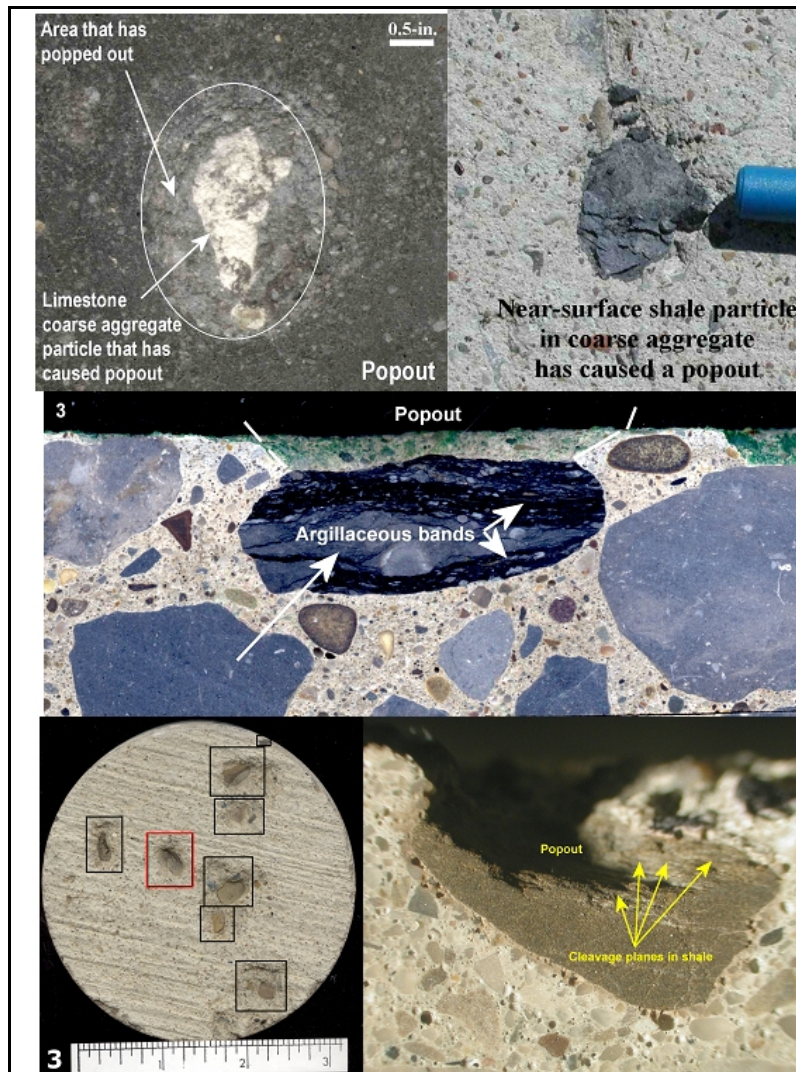 Area that has
popped out
0.5-in.
Limestone
coarse aggregate
particle that has
caused popout
Popout
Near-surface shale particle
in coarse aggregate
has caused a popout
3
Popout
Argillaceous bands
Popout
Cleavage planes in shale
3
1
2
3